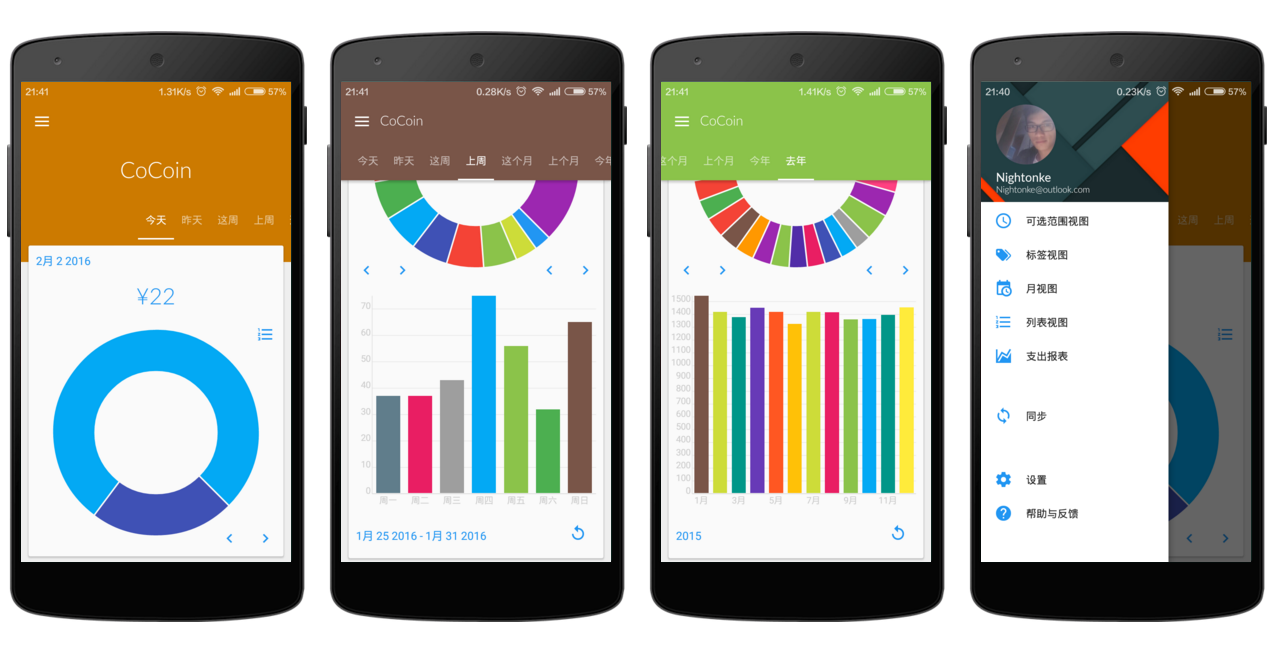 21:41
1.31K/s
57%
CoCoin
今天 昨天 这周 上周
2月 2 2016
¥22
21:41
0.28K/s
57%
CoCoin
今天 昨天 这周 上周 这个月 上个月 今年
70
60
50
40
30
20
10
0
周一 周二 周三 周四 周五 周六 周日
1月 25 2016 - 1月 31 2016
21:41
1.41K/s
57%
CoCoin
这个月 上个月 今年 去年
1500
1400
1300
1200
1100
1000
900
800
700
600
500
400
300
200
100
0
1月 3月 5月 7月 9月 11月
2015
21:40
0.23K/s
57%
Nightonke
Nightonke@outlook.com
可选范围视图
标签视图
月视图
列表视图
支出报表
同步
设置
帮助与反馈
这周 上周